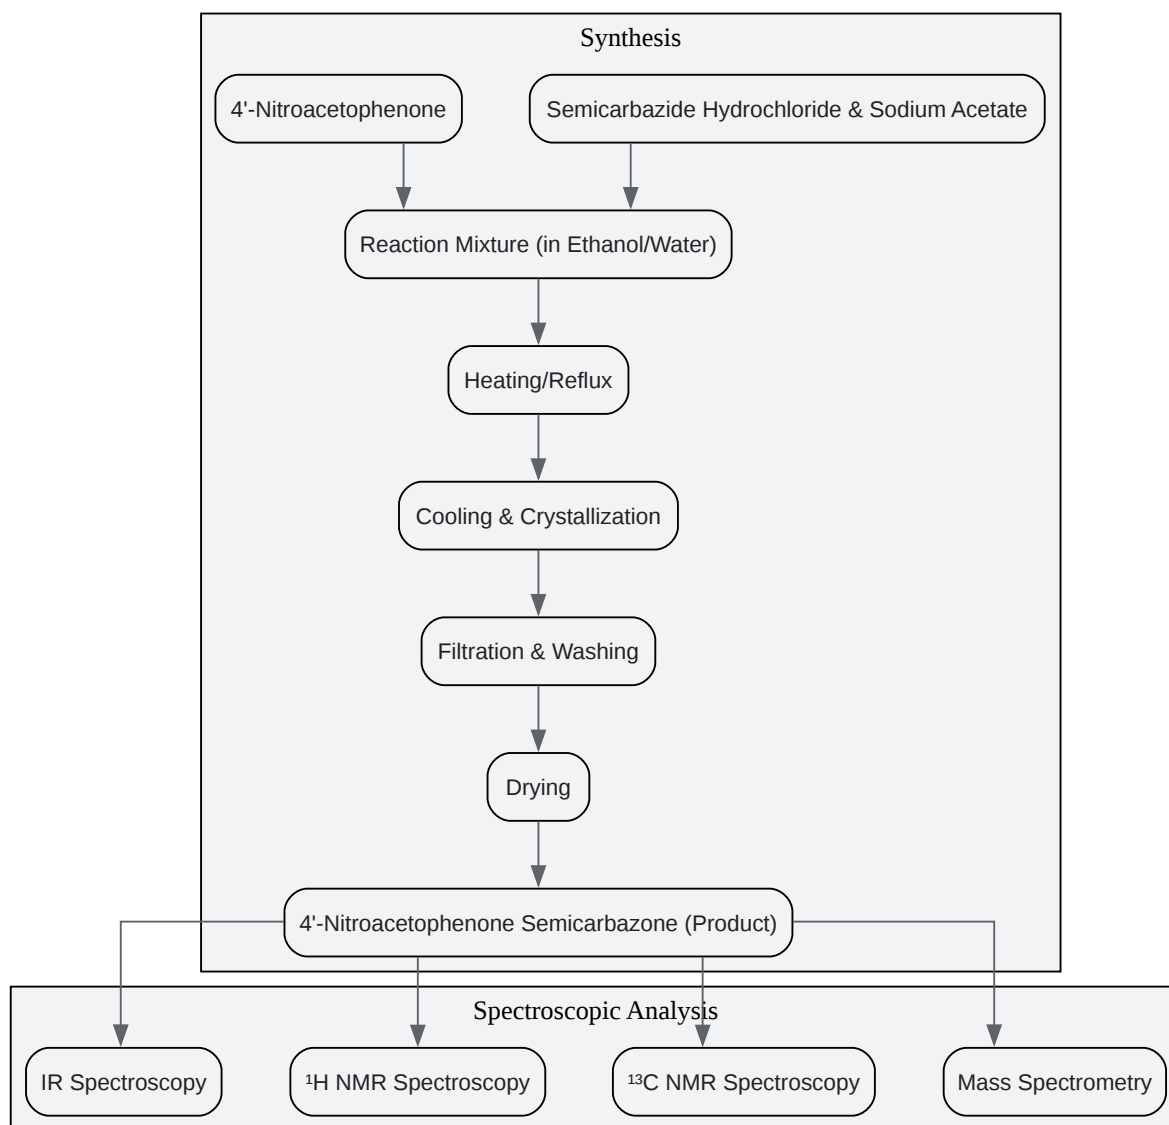 Synthesis
4'-Nitroacetophenone
Semicarbazide Hydrochloride & Sodium Acetate
Reaction Mixture (in Ethanol/Water)
Heating/Reflux
Cooling & Crystallization
Filtration & Washing
Drying
4'-Nitroacetophenone Semicarbazone (Product)
Spectroscopic Analysis
IR Spectroscopy
¹H NMR Spectroscopy
¹³C NMR Spectroscopy
Mass Spectrometry